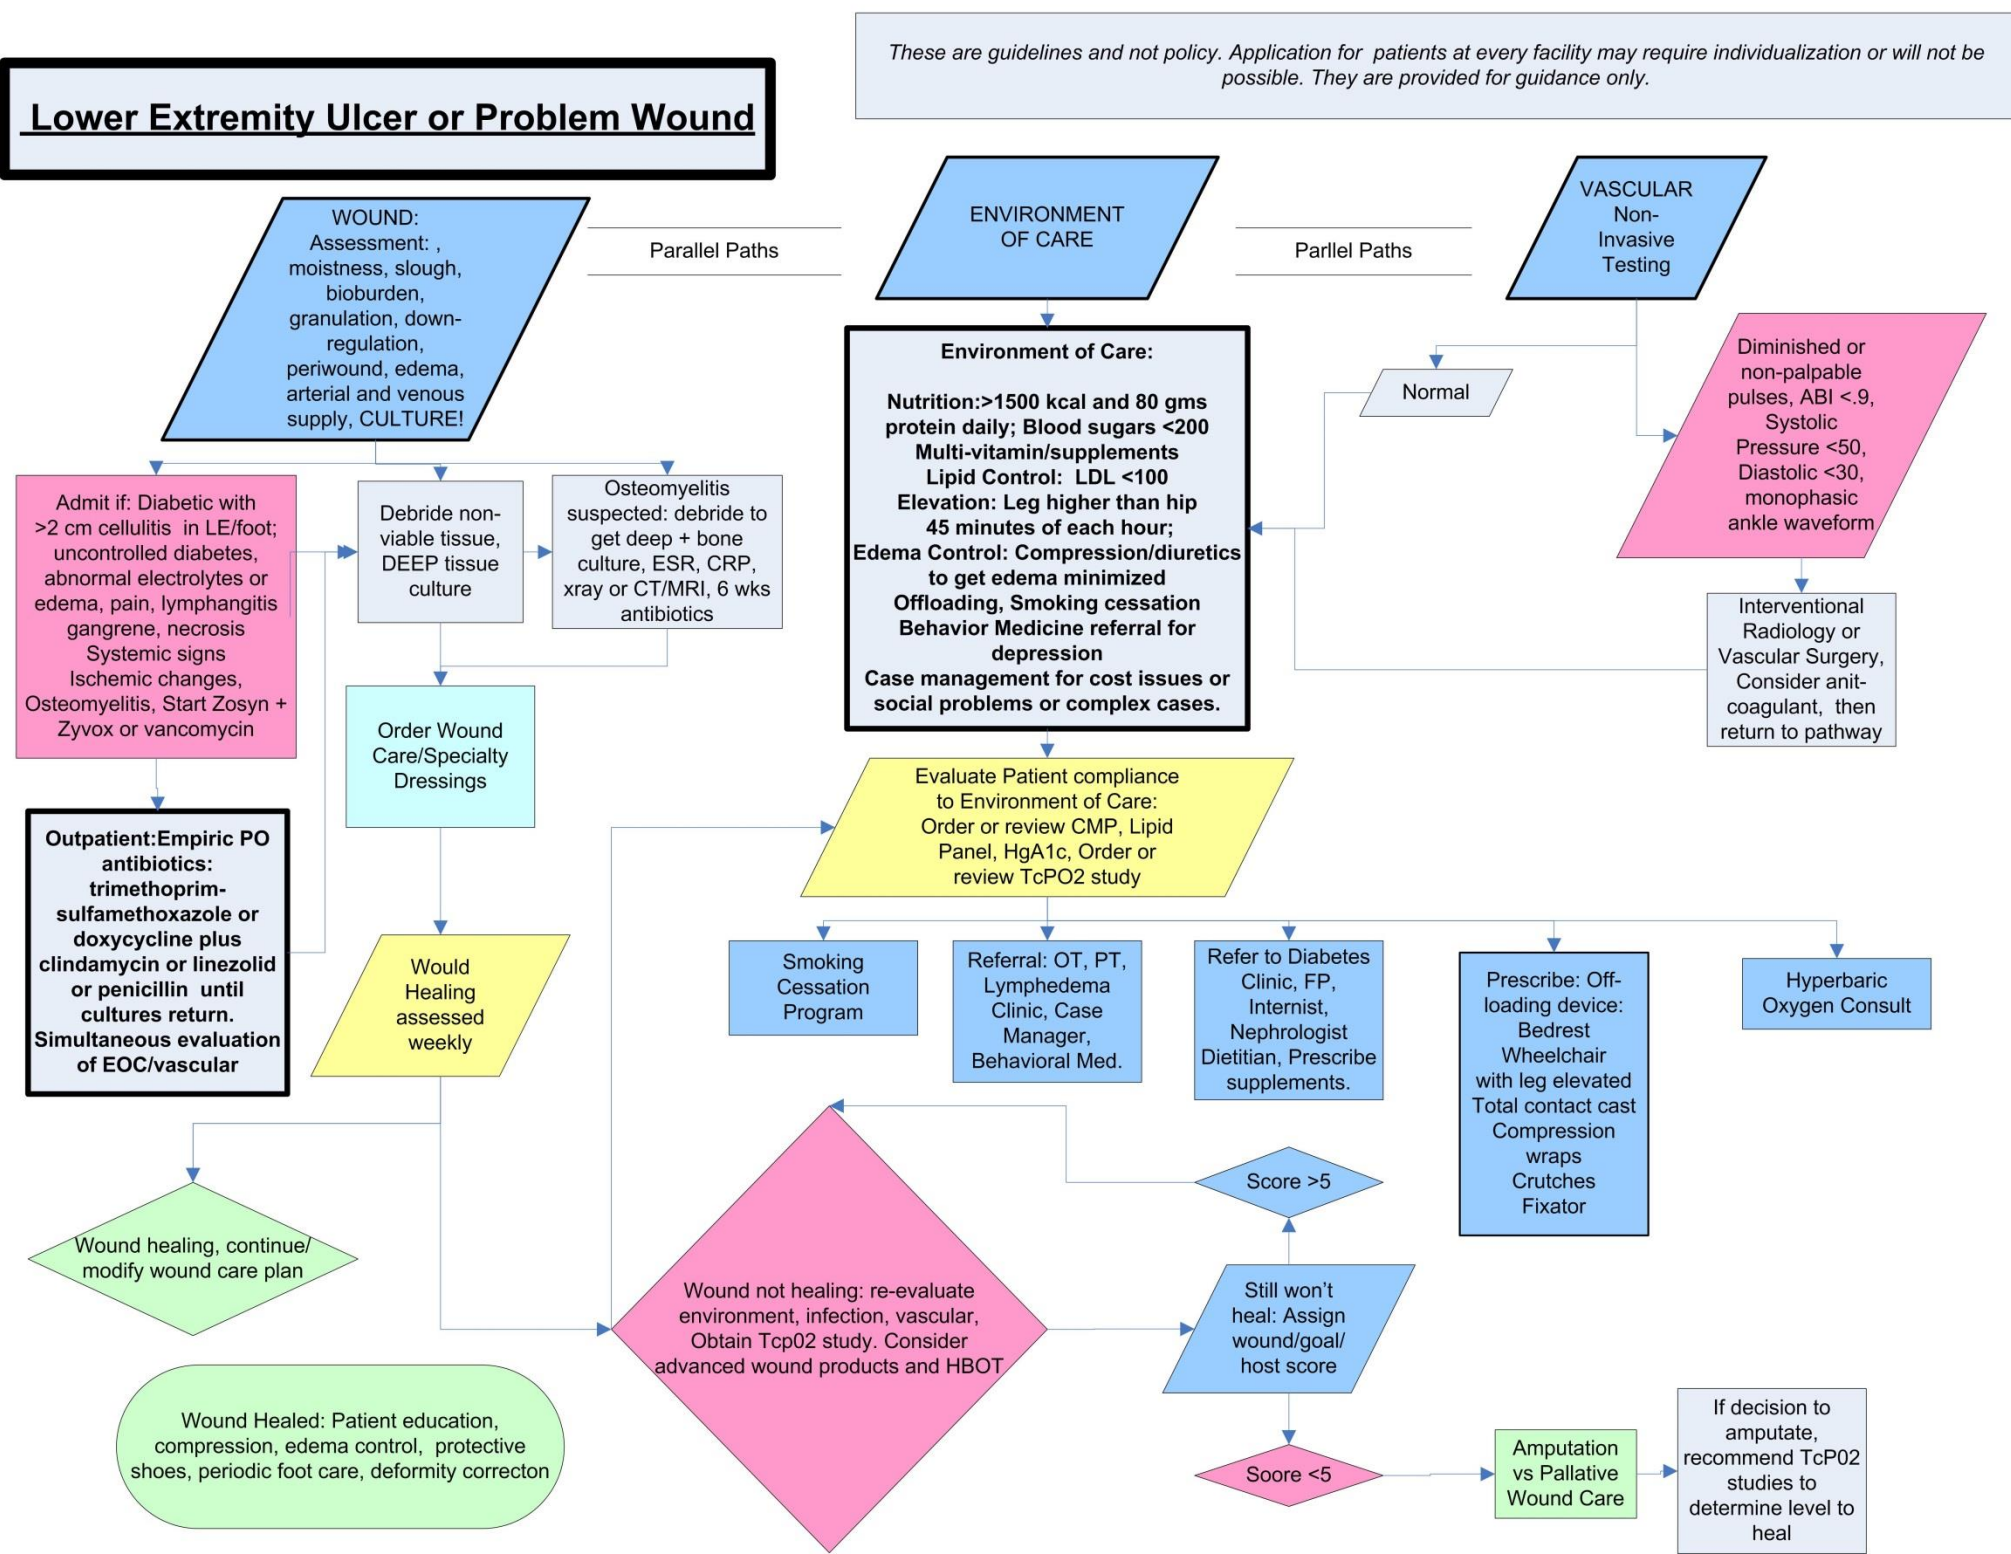 These are guidelines and not policy. Application for  patients at every facility may require individualization or will not be
possible. They are provided for guidance only.
Lower Extremity Ulcer or Problem Wound
WOUND:
Assessment: ,
moistness, slough,
bioburden,
granulation, down-
regulation,
periwound, edema,
arterial and venous
supply, CULTURE!
Parallel Paths
ENVIRONMENT
OF CARE
Parllel Paths
VASCULAR
Non-
Invasive
Testing
Environment of Care:
Nutrition:>1500 kcal and 80 gms
protein daily; Blood sugars <200
Multi-vitamin/supplements
Lipid Control:  LDL <100
Elevation: Leg higher than hip
45 minutes of each hour;
Edema Control: Compression/diuretics
to get edema minimized
Offloading, Smoking cessation
Behavior Medicine referral for
depression
Case management for cost issues or
social problems or complex cases.
Normal
Diminished or
non-palpable
pulses, ABI <.9,
Systolic
Pressure <50,
Diastolic <30,
monophasic
ankle waveform
Interventional
Radiology or
Vascular Surgery,
Consider anit-
coagulant,  then
return to pathway
Admit if: Diabetic with
>2 cm cellulitis  in LE/foot;
uncontrolled diabetes,
abnormal electrolytes or
edema, pain, lymphangitis
gangrene, necrosis
Systemic signs
Ischemic changes,
Osteomyelitis, Start Zosyn +
Zyvox or vancomycin
Debride non-
viable tissue,
DEEP tissue
culture
Osteomyelitis
suspected: debride to
get deep + bone
culture, ESR, CRP,
xray or CT/MRI, 6 wks
antibiotics
Order Wound
Care/Specialty
Dressings
Outpatient:Empiric PO
antibiotics:
trimethoprim-
sulfamethoxazole or
doxycycline plus
clindamycin or linezolid
or penicillin  until
cultures return.
Simultaneous evaluation
of EOC/vascular
Would
Healing
assessed
weekly
Evaluate Patient compliance
to Environment of Care:
Order or review CMP, Lipid
Panel, HgA1c, Order or
review TcPO2 study
Smoking
Cessation
Program
Referral: OT, PT,
Lymphedema
Clinic, Case
Manager,
Behavioral Med.
Refer to Diabetes
Clinic, FP,
Internist,
Nephrologist
Dietitian, Prescribe
supplements.
Prescribe: Off-
loading device:
Bedrest
Wheelchair
with leg elevated
Total contact cast
Compression
wraps
Crutches
Fixator
Hyperbaric
Oxygen Consult
Wound healing, continue/
modify wound care plan
Wound not healing: re-evaluate
environment, infection, vascular,
Obtain Tcp02 study. Consider
advanced wound products and HBOT
Score >5
Still won’t
heal: Assign
wound/goal/
host score
Soore <5
Amputation
vs Pallative
Wound Care
If decision to
amputate,
recommend TcP02
studies to
determine level to
heal
Wound Healed: Patient education,
compression, edema control,  protective
shoes, periodic foot care, deformity correcton